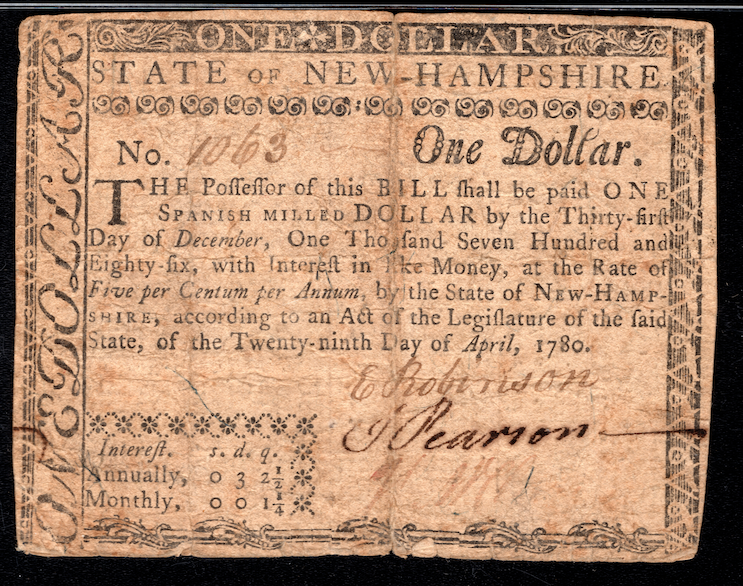 ONE DOLLAR
STATE OF NEW-HAMPSHIRE.
ONE DOLLAR
No. 1063 One Dollar.
THE Poſſeſſor of this BILL ſhall be paid ONE
SPANISH MILLED DOLLAR by the Thirty-firſt
Day of December, One Thouſand Seven Hundred and
Eighty-ſix, with Intereſt in like Money, at the Rate of
Five per Centum per Annum, by the State of NEW-HAMP-
SHIRE, according to an Act of the Legiſlature of the ſaid
State, of the Twenty-ninth Day of April, 1780.
E Robinson
J Pearson
Intereſt. s. d. q.
Annually, 0 3 2½
Monthly, 0 0 1¼